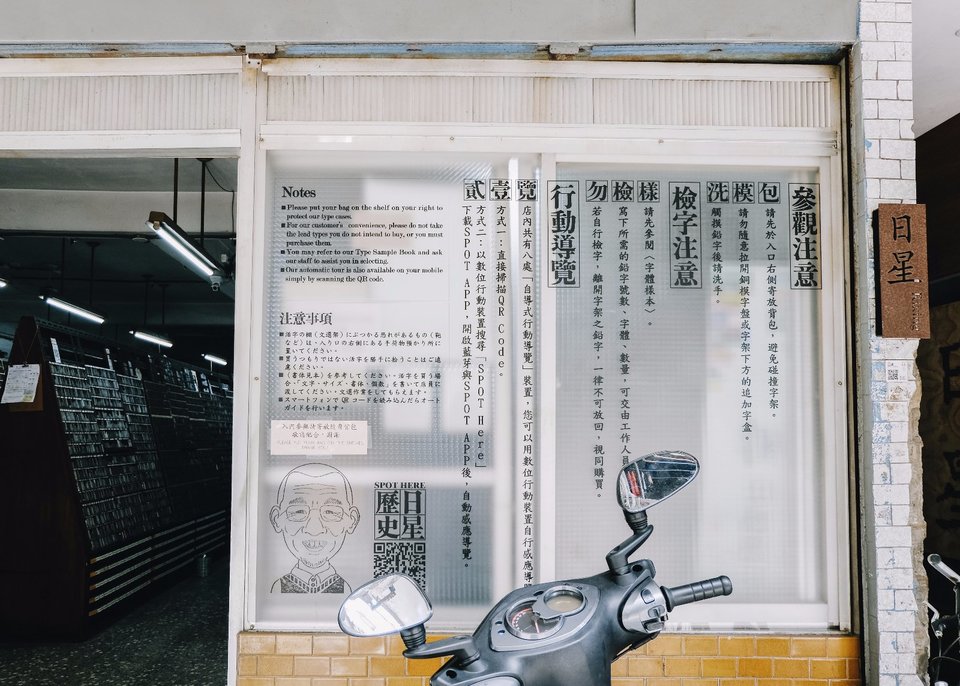 Notes
■Please put your bag on the shelf on your right to
protect our type cases.
■For our customer's convenience, please do not take
the lead types you do not intend to buy, or you must
purchase them.
■You may refer to our Type Sample Book and ask
our staff to assist you in selecting.
■Our automatic tour is also available on your mobile
simply by scanning the QR code.
注意事項
■活字の棚（文選架）にぶつかる恐れがあるもの（鞄
など）は、入り口の右側にある手荷物預かり所に
置いてください。
■買うつもりではない活字を勝手に拾うことはご遠
慮ください。
■《書体見本》を参考してください。活字を買う場
合、「文字・サイズ・書体・個数」を書いて店員に
渡してください。文選作業をしてもらえます。
■スマートフォンでQRコードを読み込んだらオート
ガイドを行います。
參觀注意
包 請先於入口右側寄放背包，避免碰撞字架。
模 請勿隨意拉開銅模字盤或字架下方的追加字盒。
洗 觸摸鉛字後請洗手。
檢字注意
樣 請先參閱〈字體樣本〉。
檢 寫下所需的鉛字號數、字體、數量，可交由工作人員
勿 若自行檢字，離開字架之鉛字，一律不可放回，視同購買。
行動導覽
覽 店內共有八處「自導式行動導覽」裝置，您可以用數位行動裝置自行感應導
壹 方式一：直接掃描QR Code。
貳 方式二：以數位行動裝置搜尋「SPOT Here」
下載SPOT APP，開啟藍芽與SPOT APP後，自動感應導覽。
SPOT HERE
日星
歷史
日星